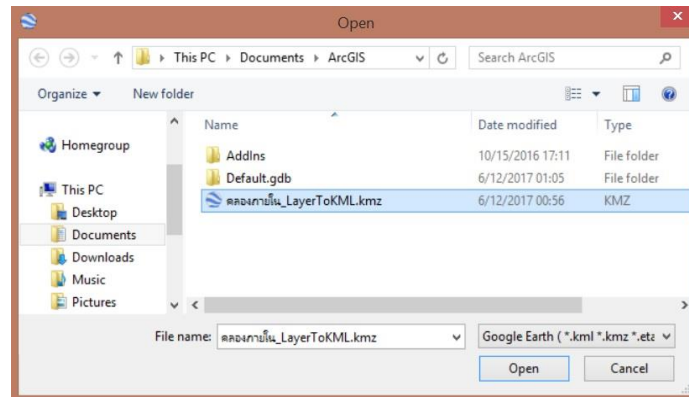 Open
This PC Documents ArcGIS Search ArcGIS
Organize New folder
Name Date modified Type
Homegroup
AddIns 10/15/2016 17:11 File folder
This PC
Default.gdb 6/12/2017 01:05 File folder
Desktop
คลองภายใน_LayerToKML.kmz 6/12/2017 00:56 KMZ
Documents
Downloads
Music
Pictures
File name: คลองภายใน_LayerToKML.kmz Google Earth ( *.kml *.kmz *.eta
Open Cancel